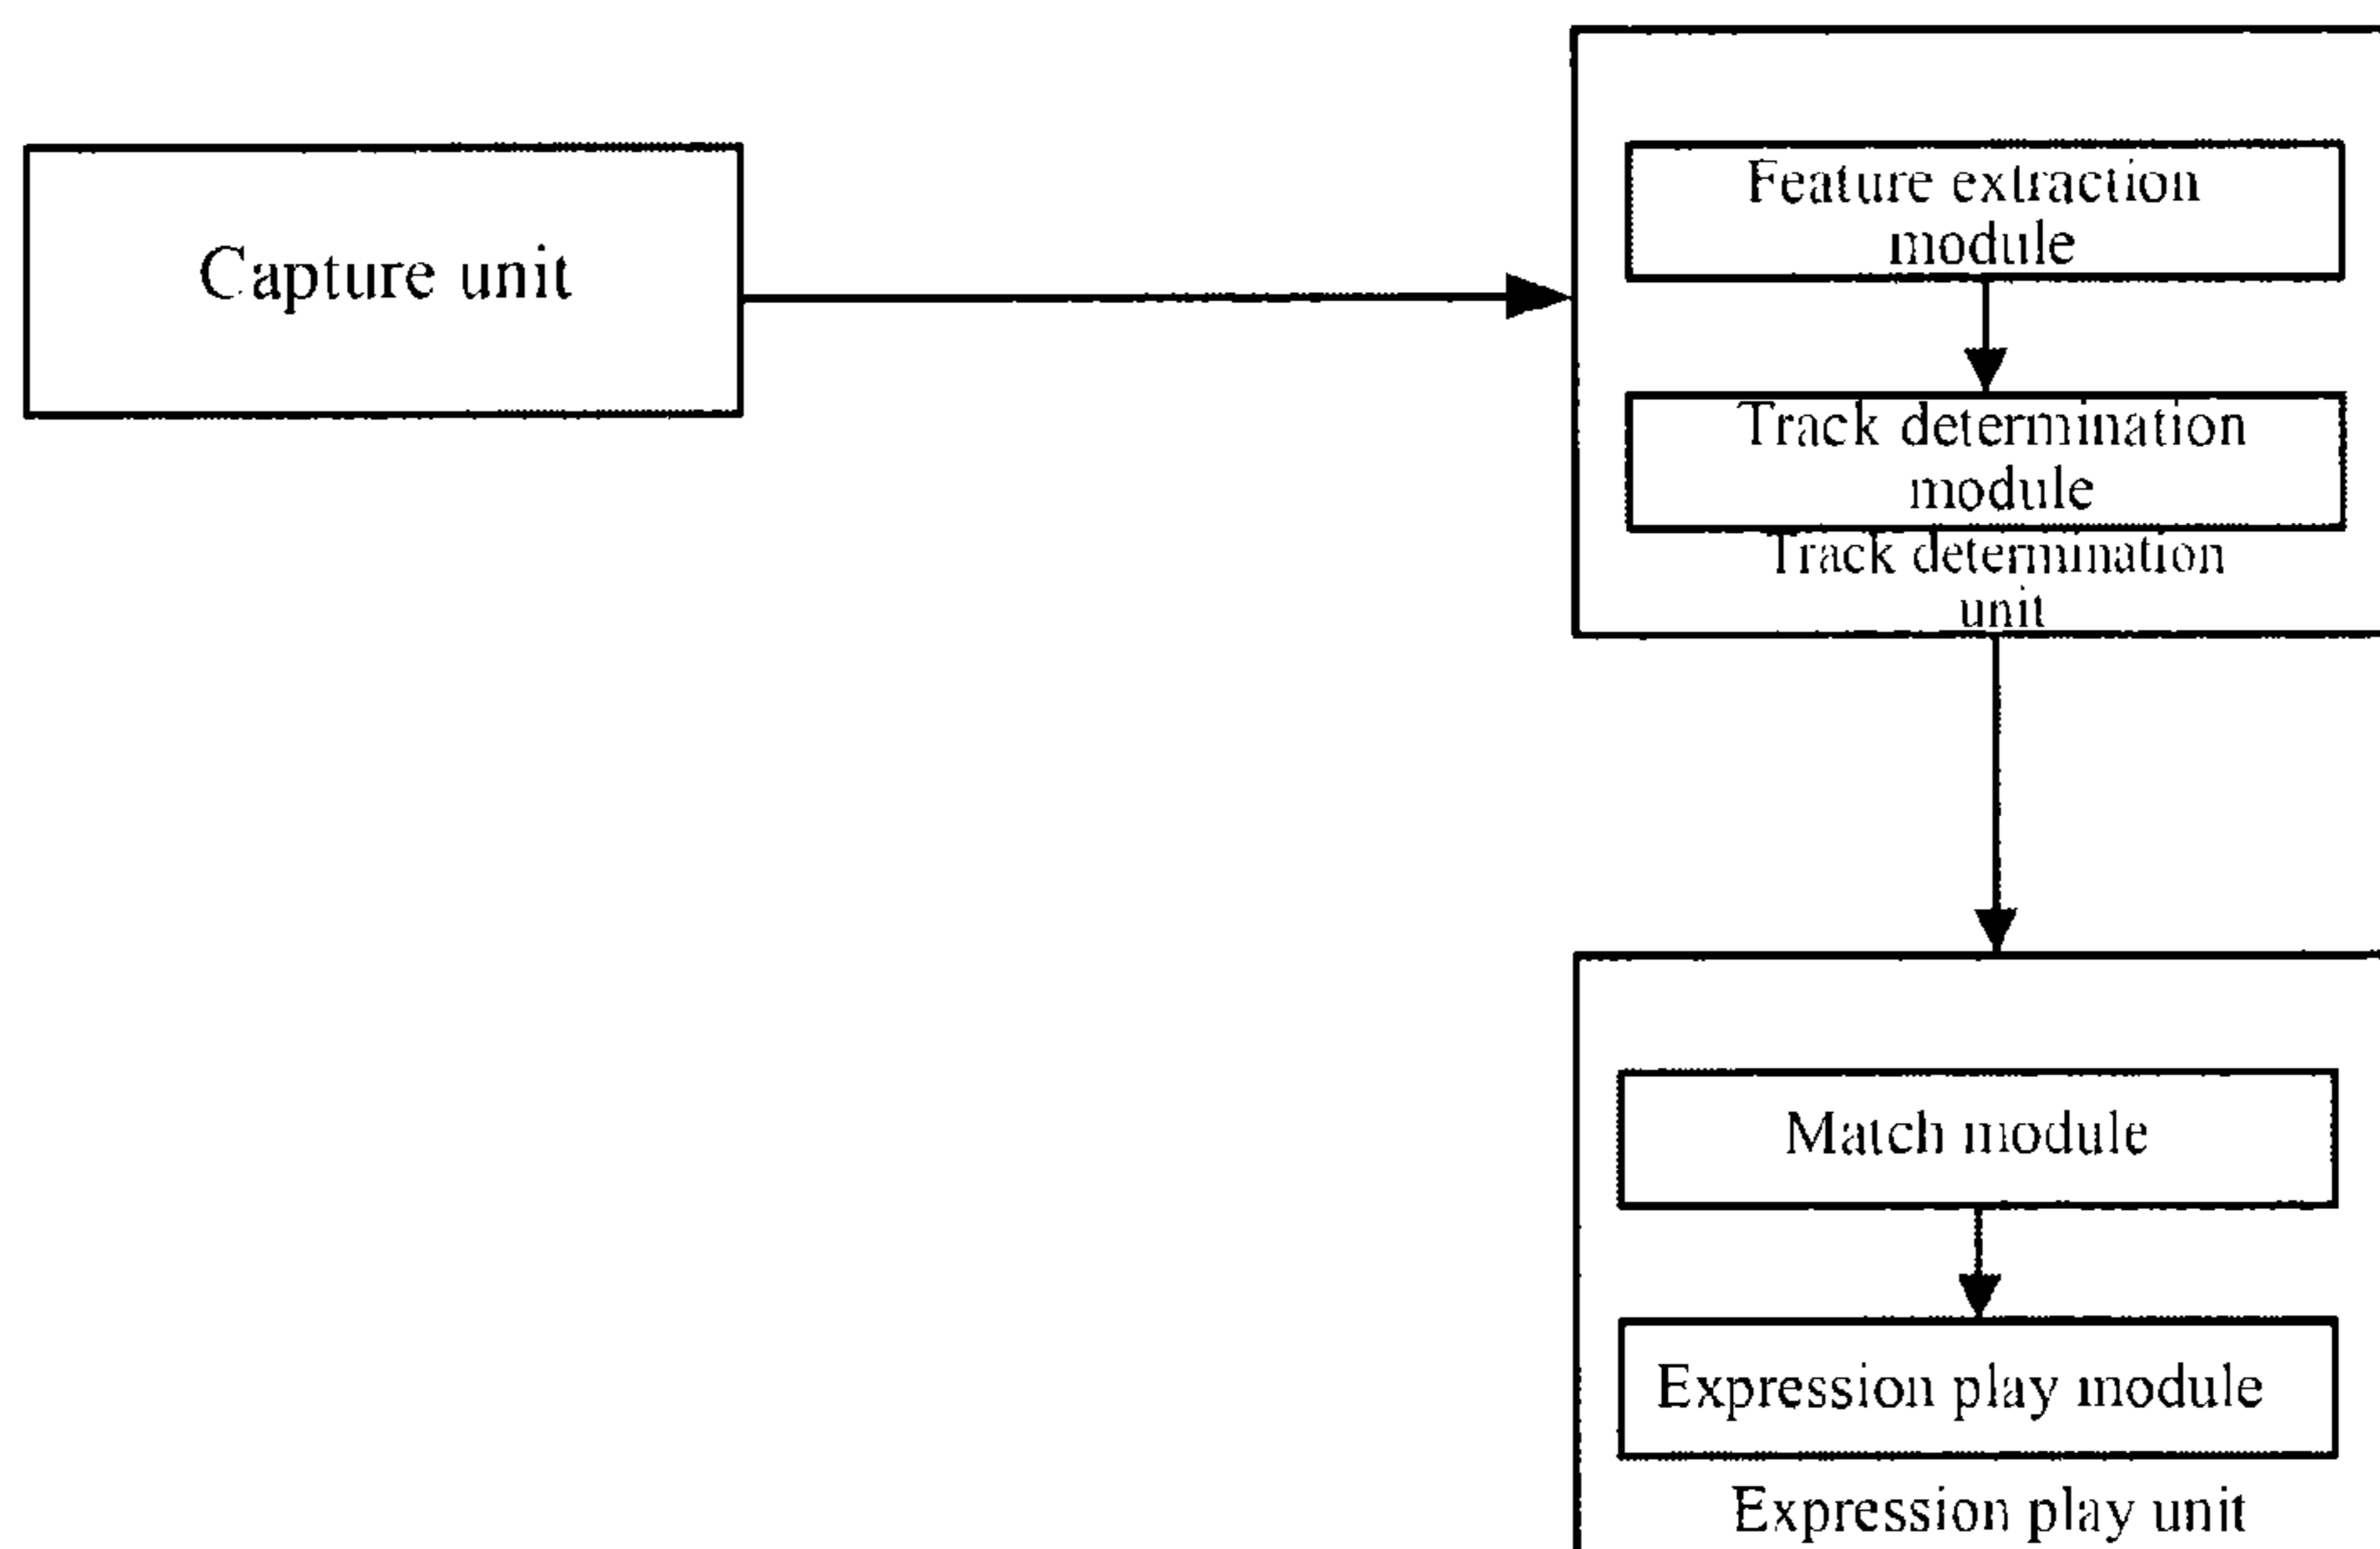 Capture unit
Feature extraction
module
Track determination
module
Track determination
unit
Match module
Expression play module
Expression play unit